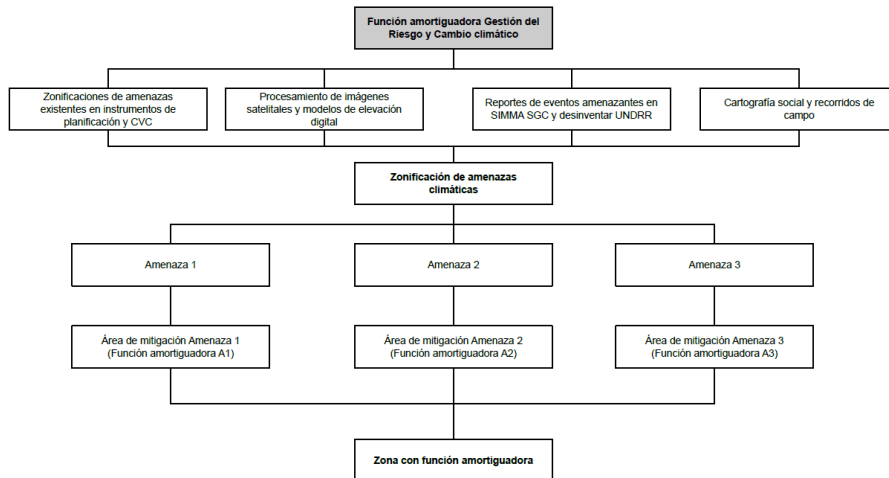 Función amortiguadora Gestión del
Riesgo y Cambio climático
Zonificaciones de amenazas
existentes en instrumentos de
planificación y CVC
Procesamiento de imágenes
satelitales y modelos de elevación
digital
Reportes de eventos amenazantes en
SIMMA SGC y desinventar UNDRR
Cartografía social y recorridos de
campo
Zonificación de amenazas
climáticas
Amenaza 1
Amenaza 2
Amenaza 3
Área de mitigación Amenaza 1
(Función amortiguadora A1)
Área de mitigación Amenaza 2
(Función amortiguadora A2)
Área de mitigación Amenaza 3
(Función amortiguadora A3)
Zona con función amortiguadora